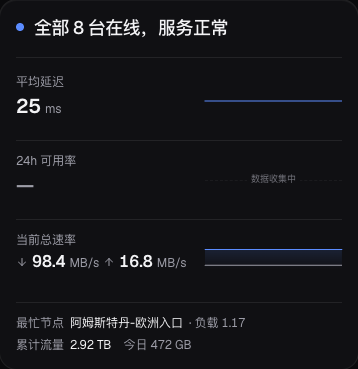 全部 8 台在线，服务正常
平均延迟
25 ms
24h 可用率
—
数据收集中
当前总速率
↓ 98.4 MB/s ↑ 16.8 MB/s
最忙节点 阿姆斯特丹-欧洲入口 · 负载 1.17
累计流量 2.92 TB 今日 472 GB